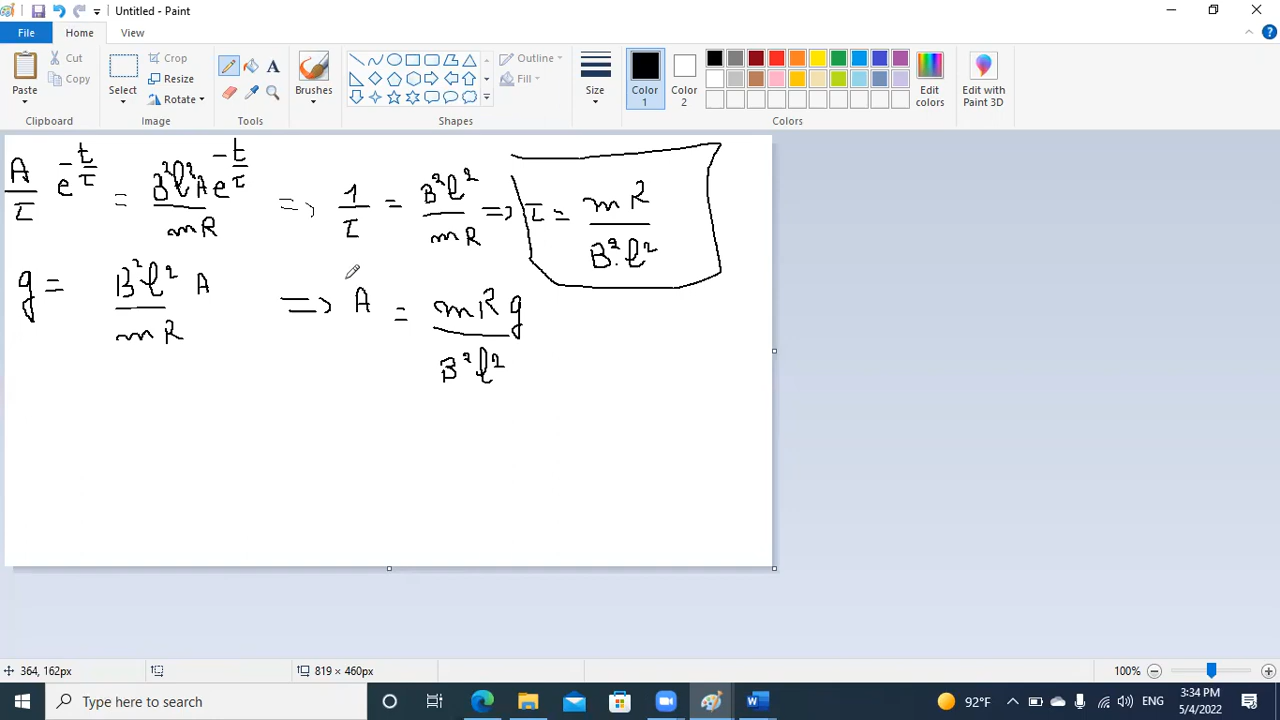 Untitled - Paint
File Home View
Paste Cut Copy Select Crop Resize Rotate A Brushes Outline Fill Size Color 1 Color 2 Edit colors Edit with Paint 3D
Clipboard Image Tools Shapes Colors
A/τ e^(-t/τ) = B²l²Ae^(-t/τ)/mR => 1/τ = B²l²/mR => τ = mR/B².l²
g = B²l²/mR A => A = mRg/B²l²
364, 162px 819 × 460px 100%
Type here to search 92°F ENG 3:34 PM
5/4/2022